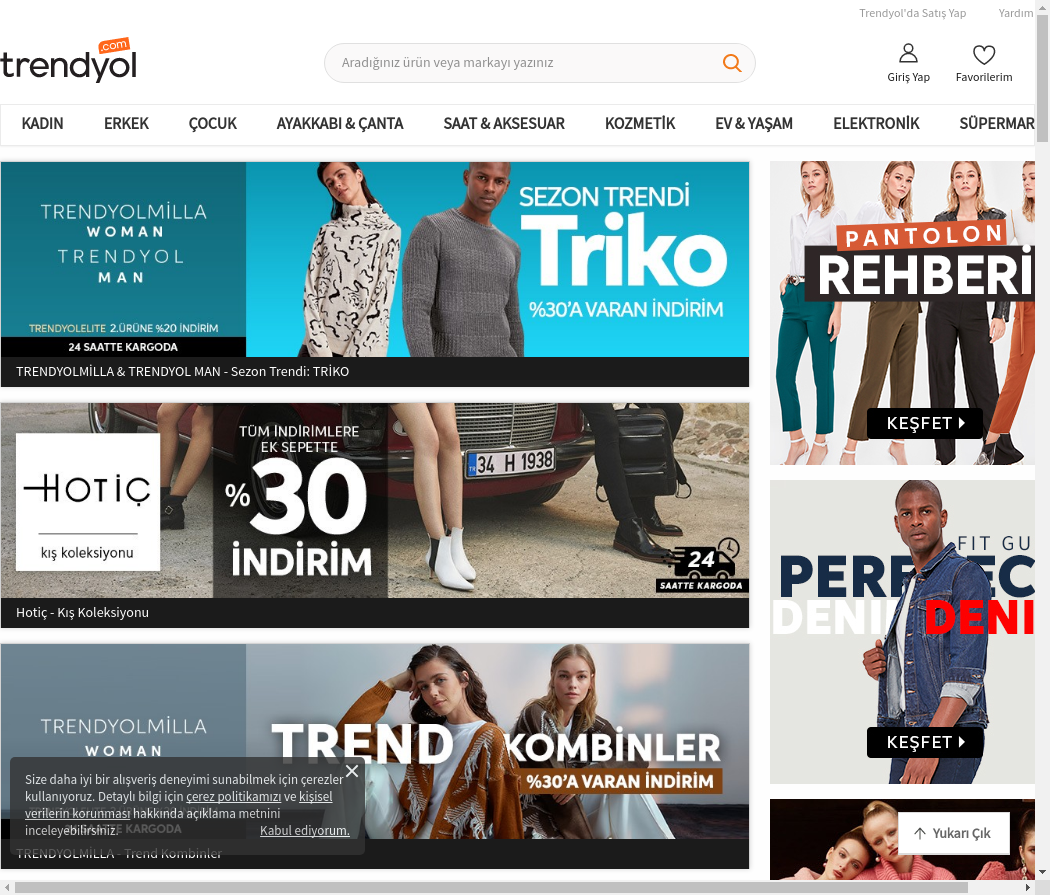 Trendyol'da Satış Yap
Yardım
trendyol
.com
Aradığınız ürün veya markayı yazınız
Giriş Yap
Favorilerim
KADIN
ERKEK
ÇOCUK
AYAKKABI & ÇANTA
SAAT & AKSESUAR
KOZMETİK
EV & YAŞAM
ELEKTRONİK
SÜPERMAR
TRENDYOLMİLLA
WOMAN
TRENDYOL
MAN
TRENDYOLELITE 2.ÜRÜNE %20 İNDİRİM
24 SAATTE KARGODA
SEZON TRENDİ
Triko
%30'A VARAN İNDİRİM
TRENDYOLMİLLA & TRENDYOL MAN - Sezon Trendi: TRİKO
HOTİÇ
kış koleksiyonu
TÜM İNDİRİMLERE
EK SEPETTE
%30
İNDİRİM
TR 34 H 1938
24
SAATTE KARGODA
Hotiç - Kış Koleksiyonu
TRENDYOLMİLLA
WOMAN
TREND KOMBİNLER
%30'A VARAN İNDİRİM
Size daha iyi bir alışveriş deneyimi sunabilmek için çerezler
kullanıyoruz. Detaylı bilgi için çerez politikamızı ve kişisel
verilerin korunması hakkında açıklama metnini
inceleyebilirsiniz.
Kabul ediyorum.
SAATTE KARGODA
TRENDYOLMİLLA - Trend Kombinler
PANTOLON
REHBERİ
KEŞFET
FIT GU
PERF EC
DENI DENI
KEŞFET
Yukarı Çık